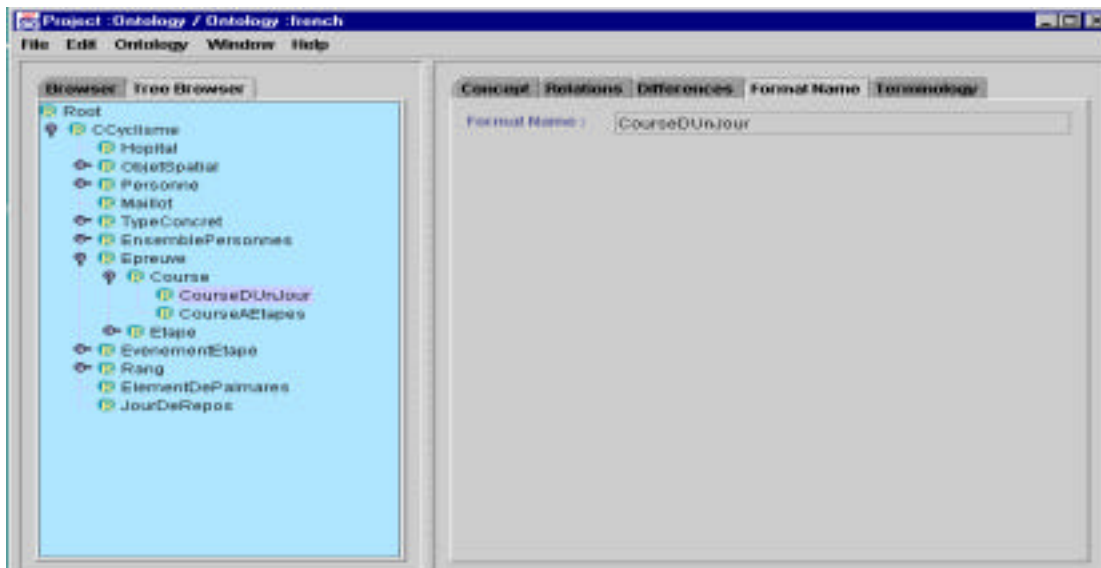 Project :Ontology / Ontology :french
File Edit Ontology Window Help
Browser Tree Browser
Root
CCyclisme
Hopital
ObjetSpatial
Personne
Maillot
TypeConcret
EnsemblePersonnes
Epreuve
Course
CourseDUnJour
CourseAEtapes
Etape
EvenementEtape
Rang
ElementDePalmares
JourDeRepos
Concept Relations Differences Formal Name Terminology
Formal Name : CourseDUnJour